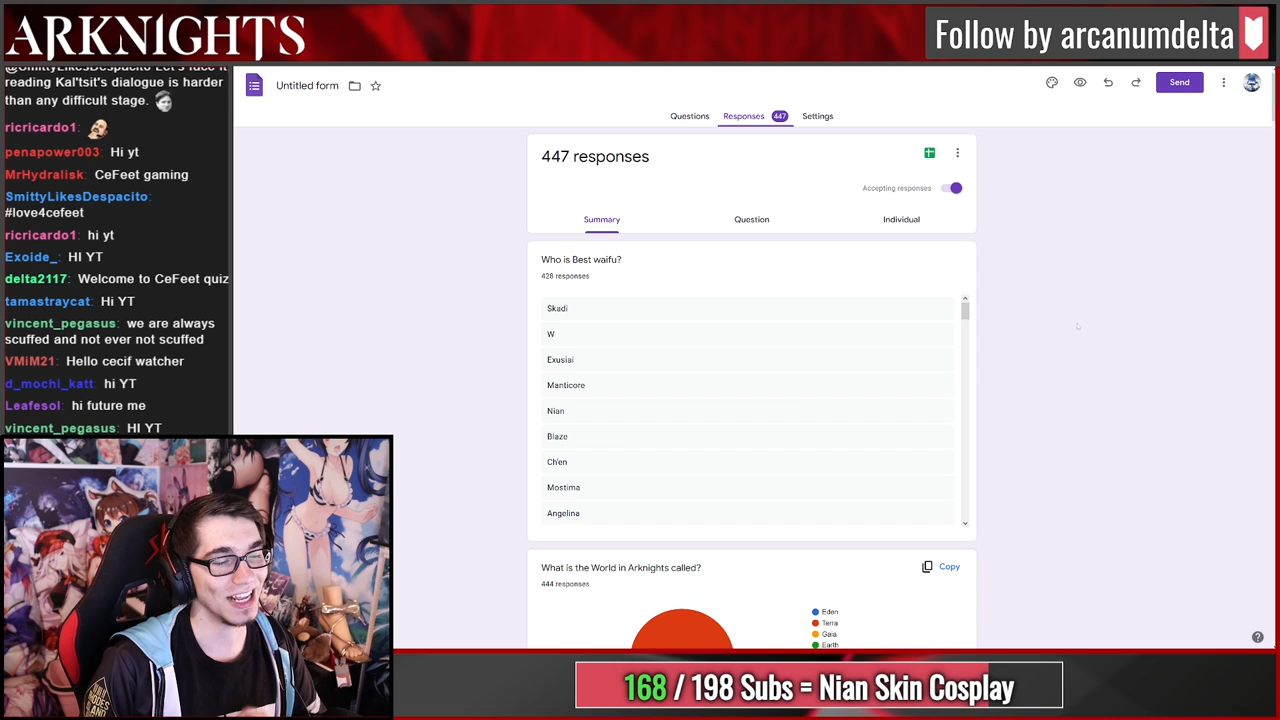 ARKNIGHTS
Follow by arcanumdelta
@SmittyLikesDespacito Let's face it
reading Kal'tsit's dialogue is harder
than any difficult stage.
ricricardo1:
penapower003: Hi yt
MrHydralisk: CeFeet gaming
SmittyLikesDespacito:
#love4cefeet
ricricardo1: hi yt
Exoide_: HI YT
delta2117: Welcome to CeFeet quiz
tamastraycat: Hi YT
vincent_pegasus: we are always
scuffed and not ever not scuffed
VMiM21: Hello cecif watcher
d_mochi_katt: hi YT
Leafesol: hi future me
vincent_pegasus: HI YT
Untitled form
Send
Questions
Responses 447
Settings
447 responses
Accepting responses
Summary
Question
Individual
Who is Best waifu?
428 responses
Skadi
W
Exusiai
Manticore
Nian
Blaze
Ch'en
Mostima
Angelina
What is the World in Arknights called?
Copy
444 responses
Eden
Terra
Gaia
Earth
168 / 198 Subs = Nian Skin Cosplay